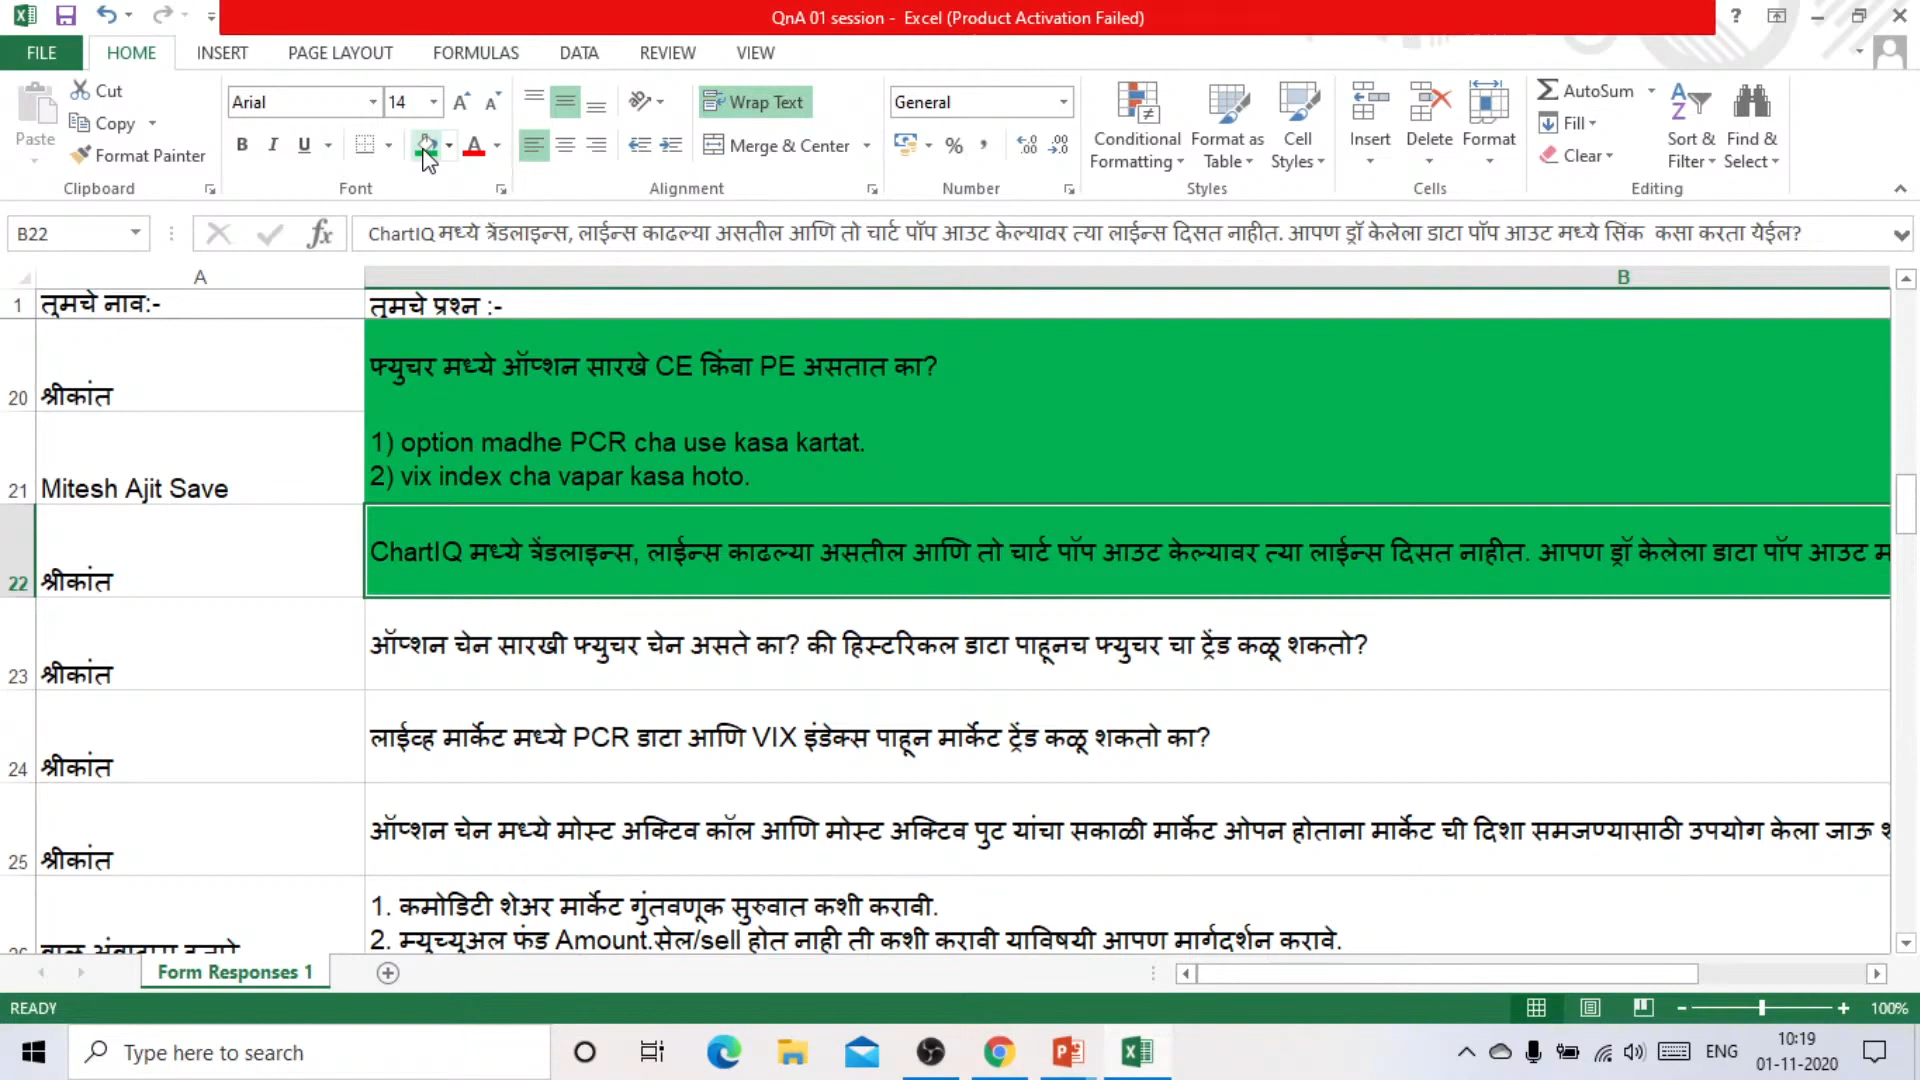 QnA 01 session - Excel (Product Activation Failed)
FILE HOME INSERT PAGE LAYOUT FORMULAS DATA REVIEW VIEW
Paste Cut Copy Format Painter Clipboard
Arial 14 B I U A Font
Wrap Text Merge & Center Alignment
General % Number
Conditional Formatting Format as Table Cell Styles Styles
Insert Delete Format Cells
AutoSum Fill Clear Sort & Filter Find & Select Editing
B22 fx ChartIQ मध्ये त्रेंडलाइन्स, लाईन्स काढल्या असतील आणि तो चार्ट पॉप आउट केल्यावर त्या लाईन्स दिसत नाहीत. आपण ड्रॉ केलेला डाटा पॉप आउट मध्ये सिंक कसा करता येईल?
A B
1 तुमचे नाव:- तुमचे प्रश्न :-
20 श्रीकांत फ्युचर मध्ये ऑप्शन सारखे CE किंवा PE असतात का?
21 Mitesh Ajit Save 1) option madhe PCR cha use kasa kartat.
2) vix index cha vapar kasa hoto.
22 श्रीकांत ChartIQ मध्ये त्रेंडलाइन्स, लाईन्स काढल्या असतील आणि तो चार्ट पॉप आउट केल्यावर त्या लाईन्स दिसत नाहीत. आपण ड्रॉ केलेला डाटा पॉप आउट
23 श्रीकांत ऑप्शन चेन सारखी फ्युचर चेन असते का? की हिस्टरिकल डाटा पाहूनच फ्युचर चा ट्रेंड कळू शकतो?
24 श्रीकांत लाईव्ह मार्केट मध्ये PCR डाटा आणि VIX इंडेक्स पाहून मार्केट ट्रेंड कळू शकतो का?
25 श्रीकांत ऑप्शन चेन मध्ये मोस्ट अक्टिव कॉल आणि मोस्ट अक्टिव पुट यांचा सकाळी मार्केट ओपन होताना मार्केट ची दिशा समजण्यासाठी उपयोग केला जाऊ
1. कमोडिटी शेअर मार्केट गुंतवणूक सुरुवात कशी करावी.
2. म्युच्युअल फंड Amount.सेल/sell होत नाही ती कशी करावी याविषयी आपण मार्गदर्शन करावे.
Form Responses 1
READY 100%
Type here to search ENG 10:19
01-11-2020